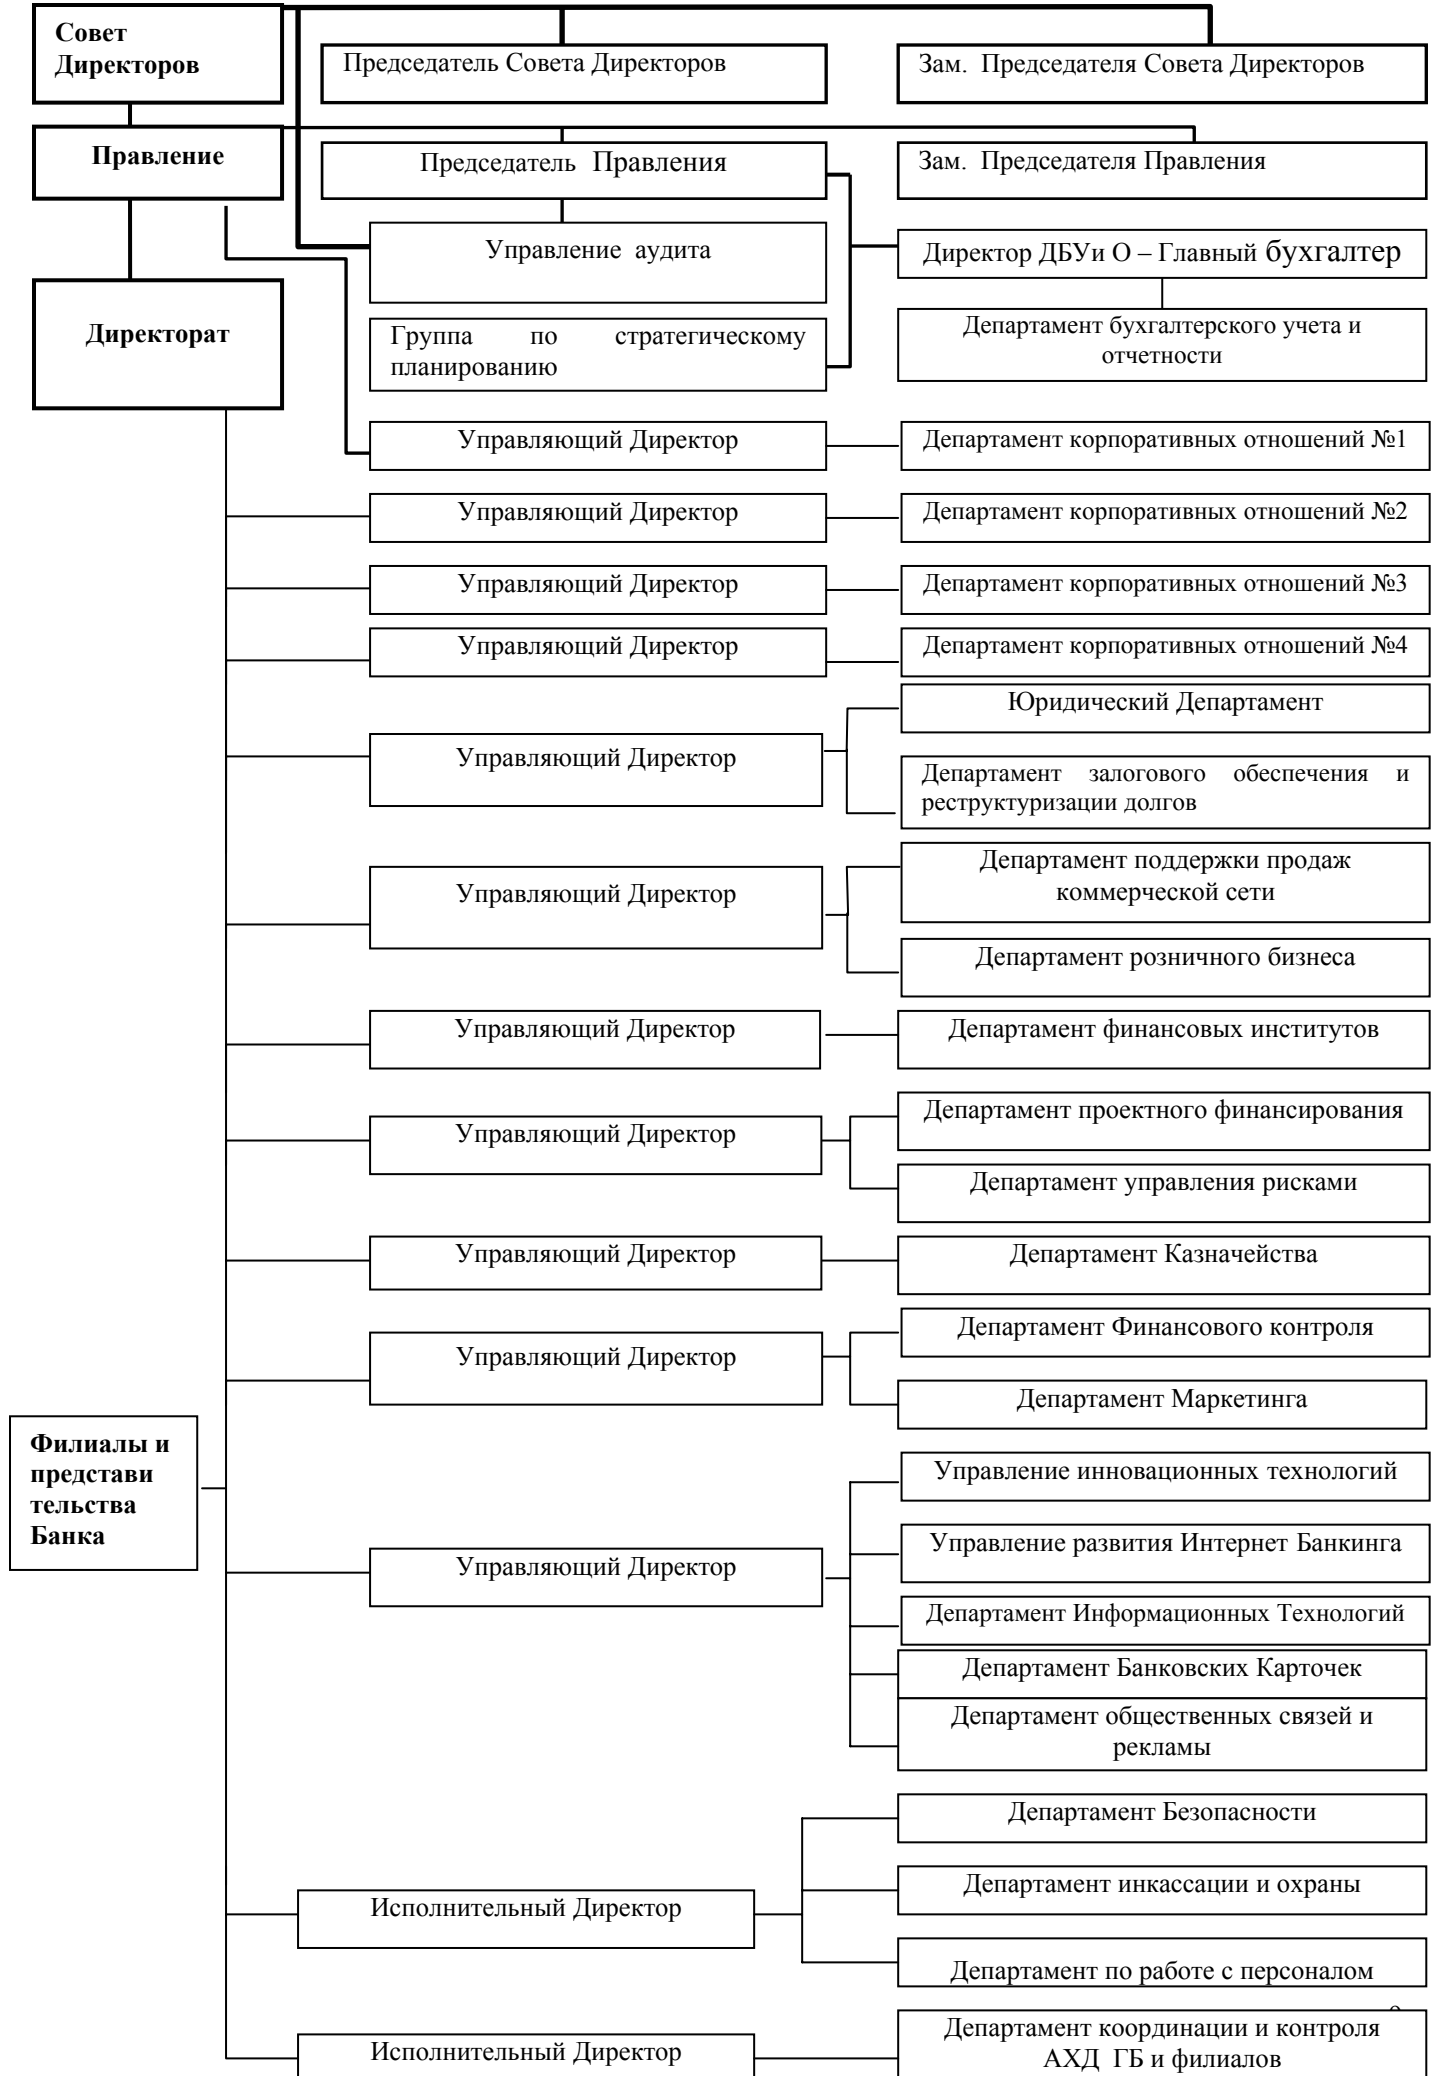 Совет
Директоров
Председатель Совета Директоров
Зам. Председателя Совета Директоров
Правление
Председатель Правления
Зам. Председателя Правления
Управление аудита
Директор ДБУи О – Главный бухгалтер
Директорат
Группа по стратегическому
планированию
Департамент бухгалтерского учета и
отчетности
Управляющий Директор
Департамент корпоративных отношений №1
Управляющий Директор
Департамент корпоративных отношений №2
Управляющий Директор
Департамент корпоративных отношений №3
Управляющий Директор
Департамент корпоративных отношений №4
Управляющий Директор
Юридический Департамент
Департамент залогового обеспечения и
реструктуризации долгов
Управляющий Директор
Департамент поддержки продаж
коммерческой сети
Департамент розничного бизнеса
Управляющий Директор
Департамент финансовых институтов
Управляющий Директор
Департамент проектного финансирования
Департамент управления рисками
Управляющий Директор
Департамент Казначейства
Управляющий Директор
Департамент Финансового контроля
Департамент Маркетинга
Филиалы и
представи
тельства
Банка
Управляющий Директор
Управление инновационных технологий
Управление развития Интернет Банкинга
Департамент Информационных Технологий
Департамент Банковских Карточек
Департамент общественных связей и
рекламы
Исполнительный Директор
Департамент Безопасности
Департамент инкассации и охраны
Департамент по работе с персоналом
Исполнительный Директор
Департамент координации и контроля
АХД ГБ и филиалов